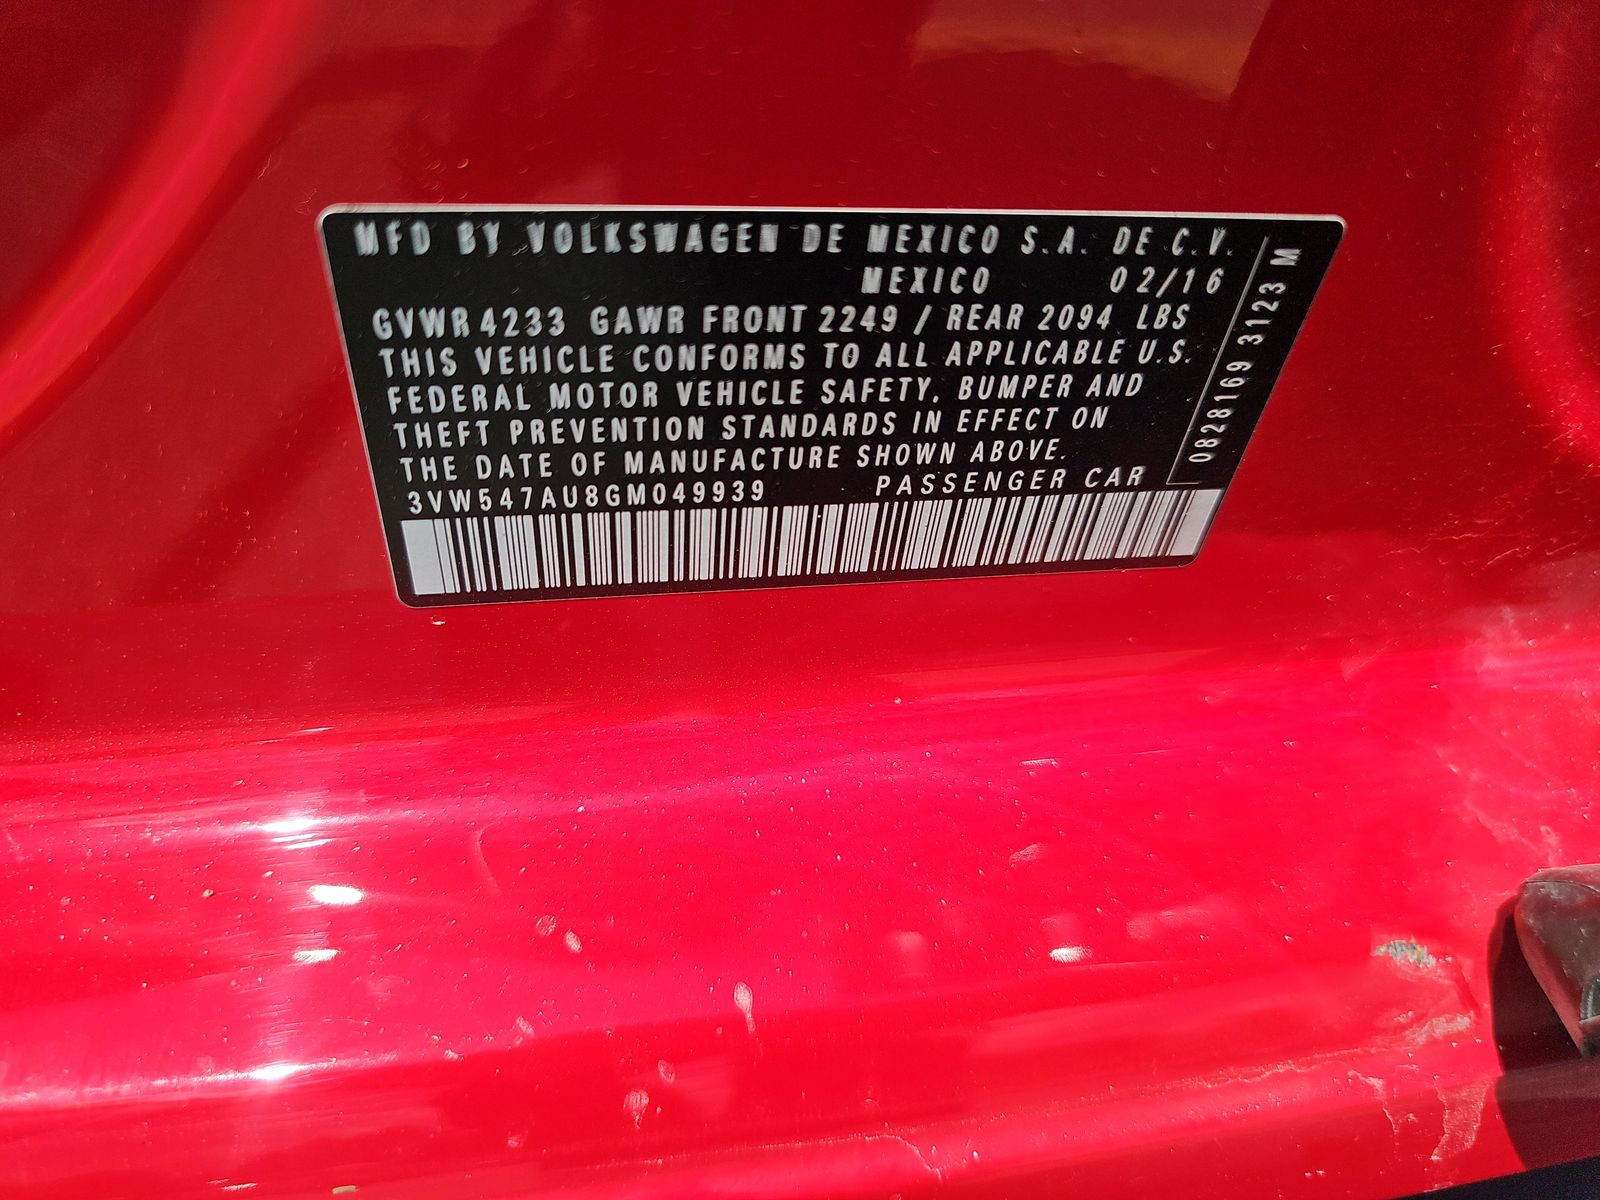 MFD BY VOLKSWAGEN DE MEXICO S.A. DE C.V.
MEXICO 02/16
GVWR 4233 GAWR FRONT 2249 / REAR 2094 LBS
THIS VEHICLE CONFORMS TO ALL APPLICABLE U.S.
FEDERAL MOTOR VEHICLE SAFETY, BUMPER AND
THEFT PREVENTION STANDARDS IN EFFECT ON
THE DATE OF MANUFACTURE SHOWN ABOVE.
3VW547AU8GM049939 PASSENGER CAR
0828169 3123 M